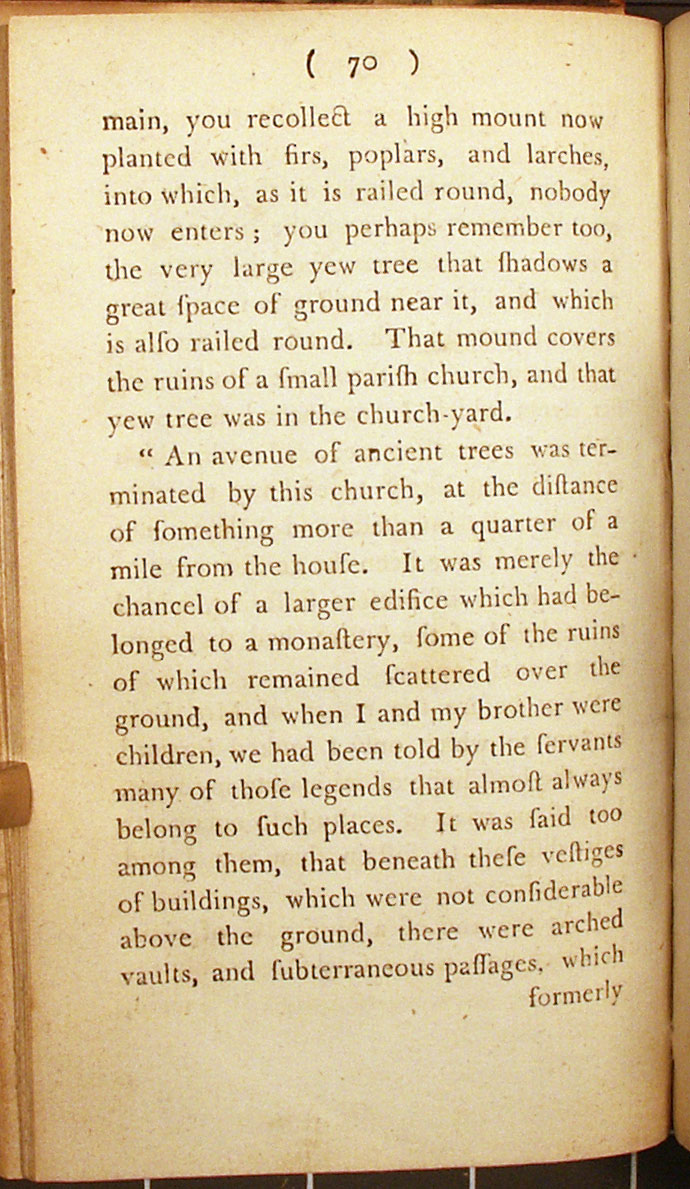 ( 70 )
main, you recollect a high mount now
planted with firs, poplars, and larches,
into which, as it is railed round, nobody
now enters ; you perhaps remember too,
the very large yew tree that ſhadows a
great ſpace of ground near it, and which
is alſo railed round. That mound covers
the ruins of a ſmall pariſh church, and that
yew tree was in the church-yard.
“ An avenue of ancient trees was ter-
minated by this church, at the diſtance
of ſomething more than a quarter of a
mile from the houſe. It was merely the
chancel of a larger edifice which had be-
longed to a monaſtery, ſome of the ruins
of which remained ſcattered over the
ground, and when I and my brother were
children, we had been told by the ſervants
many of thoſe legends that almoſt always
belong to ſuch places. It was ſaid too
among them, that beneath theſe veſtiges
of buildings, which were not conſiderable
above the ground, there were arched
vaults, and ſubterraneous paſſages, which
formerly